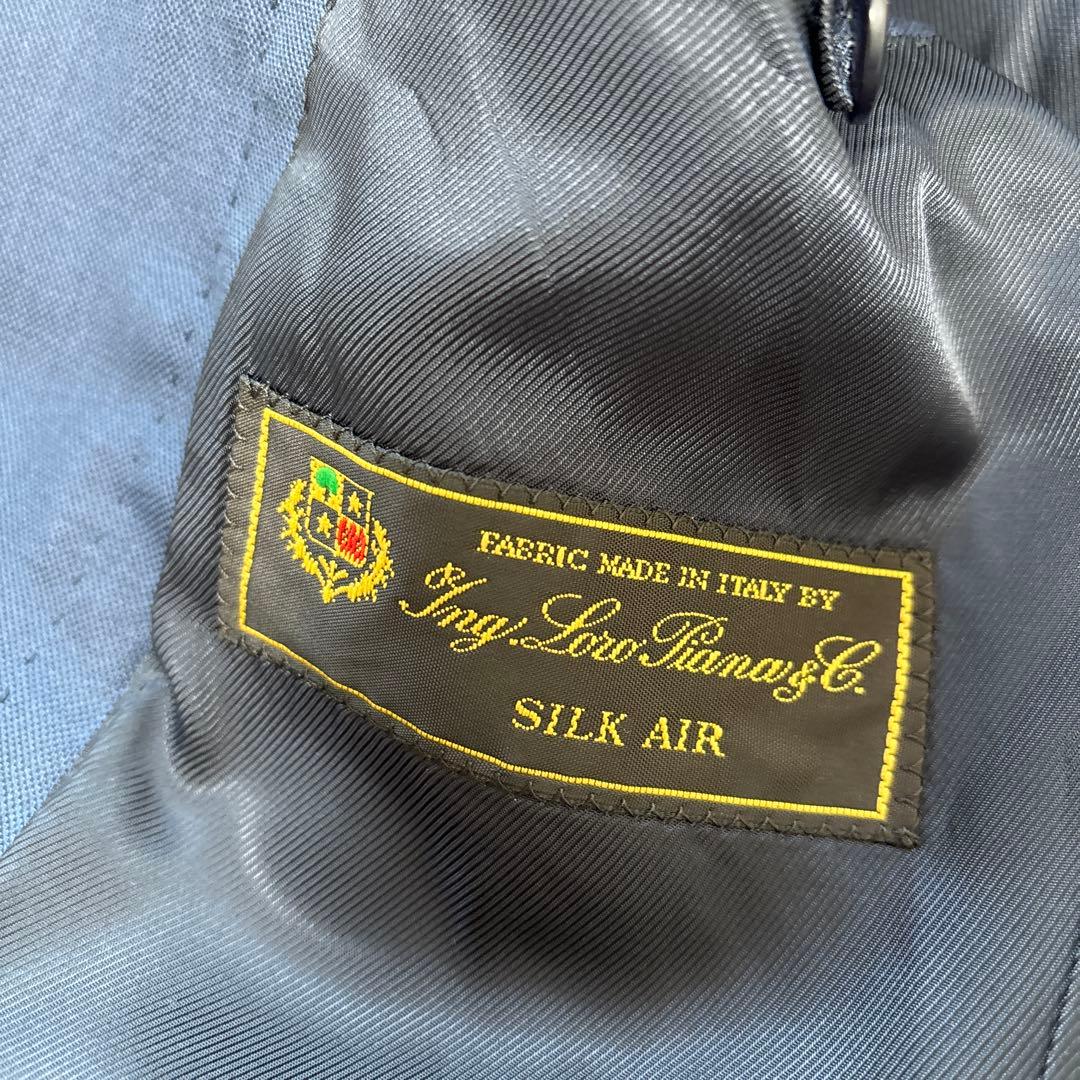 FABRIC MADE IN ITALY BY
Ing. Loro Piana & C.
SILK AIR